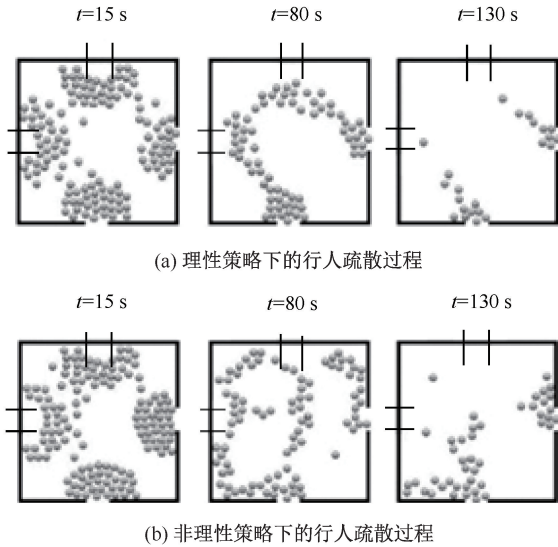 t=15 s
t=80 s
t=130 s
(a) 理性策略下的行人疏散过程
t=15 s
t=80 s
t=130 s
(b) 非理性策略下的行人疏散过程